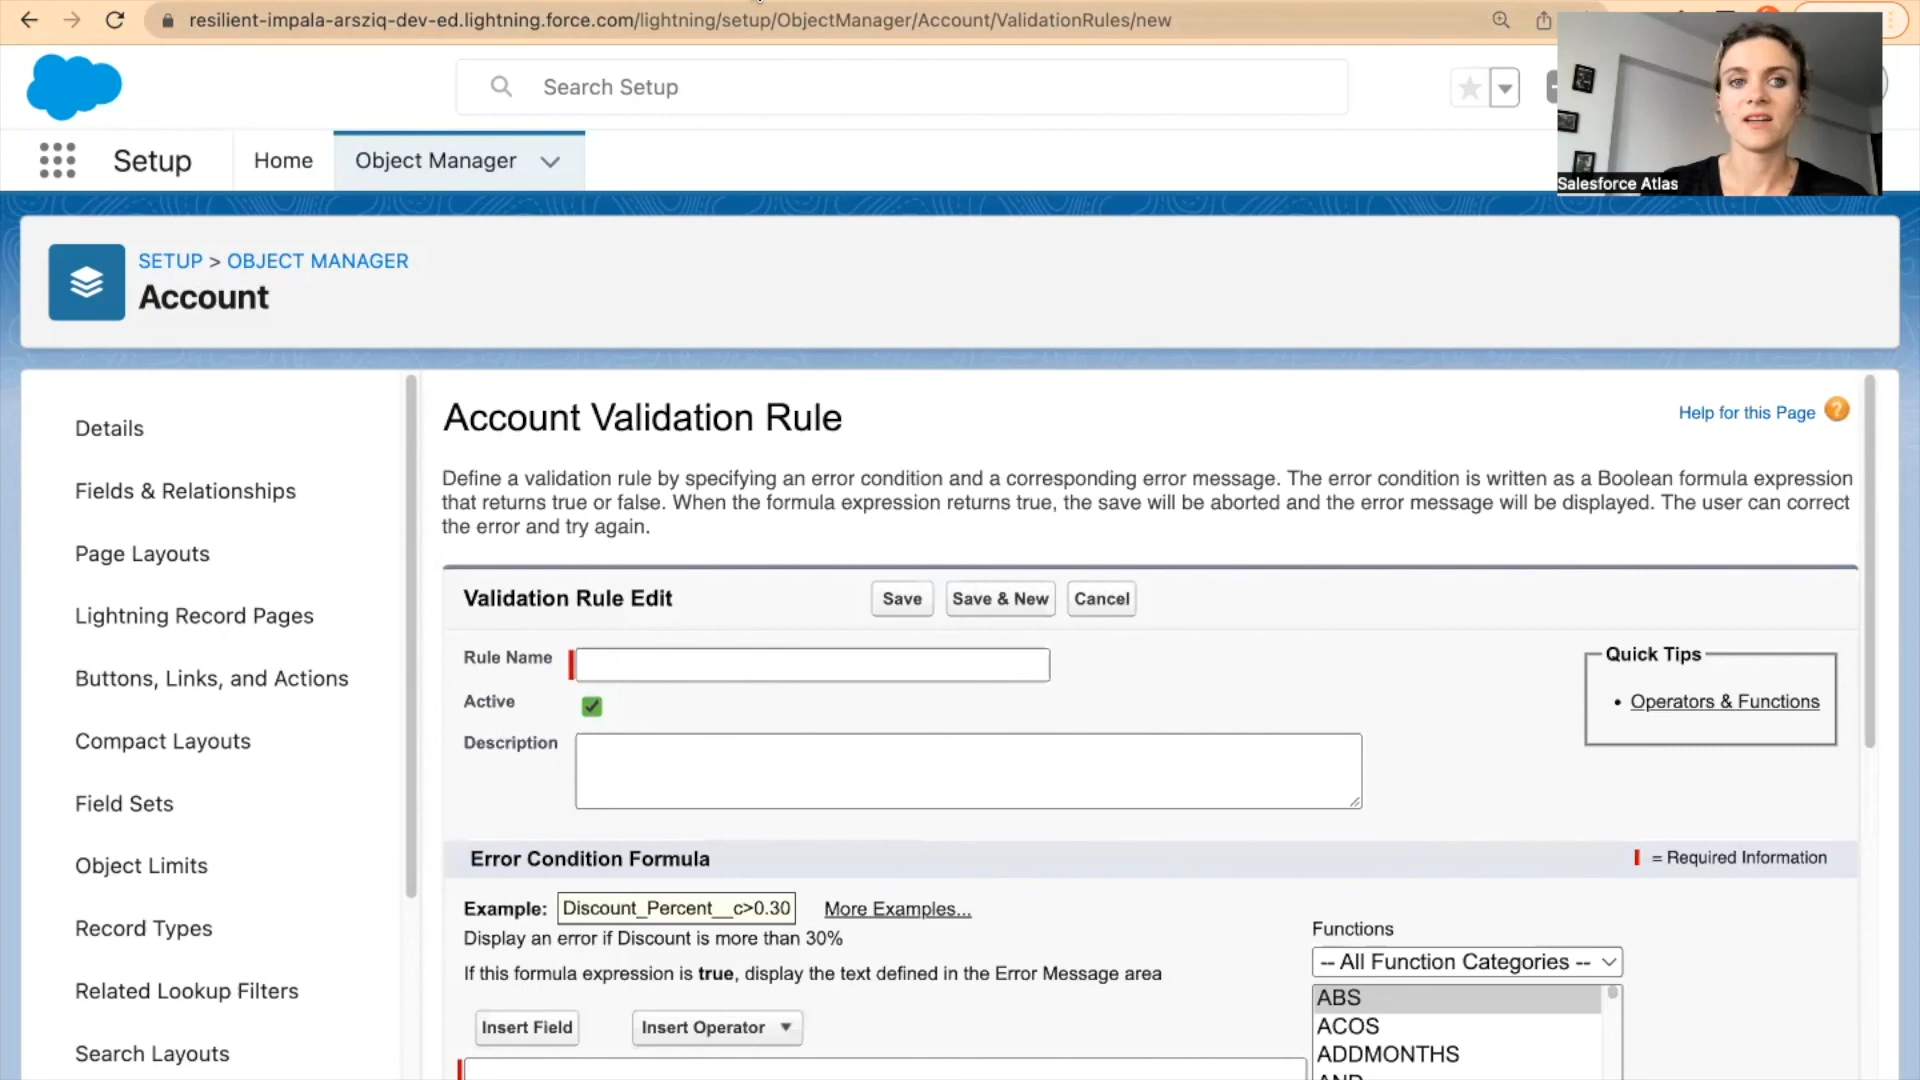 resilient-impala-arsziq-dev-ed.lightning.force.com/lightning/setup/ObjectManager/Account/ValidationRules/new
Search Setup
Salesforce Atlas
Setup
Home
Object Manager
SETUP > OBJECT MANAGER
Account
Details
Fields & Relationships
Page Layouts
Lightning Record Pages
Buttons, Links, and Actions
Compact Layouts
Field Sets
Object Limits
Record Types
Related Lookup Filters
Search Layouts
Account Validation Rule
Help for this Page ?
Define a validation rule by specifying an error condition and a corresponding error message. The error condition is written as a Boolean formula expression
that returns true or false. When the formula expression returns true, the save will be aborted and the error message will be displayed. The user can correct
the error and try again.
Validation Rule Edit
Save
Save & New
Cancel
Rule Name
Active
Description
Quick Tips
• Operators & Functions
Error Condition Formula
= Required Information
Example: Discount_Percent__c>0.30 More Examples...
Display an error if Discount is more than 30%
If this formula expression is true, display the text defined in the Error Message area
Insert Field
Insert Operator
Functions
-- All Function Categories --
ABS
ACOS
ADDMONTHS
AND